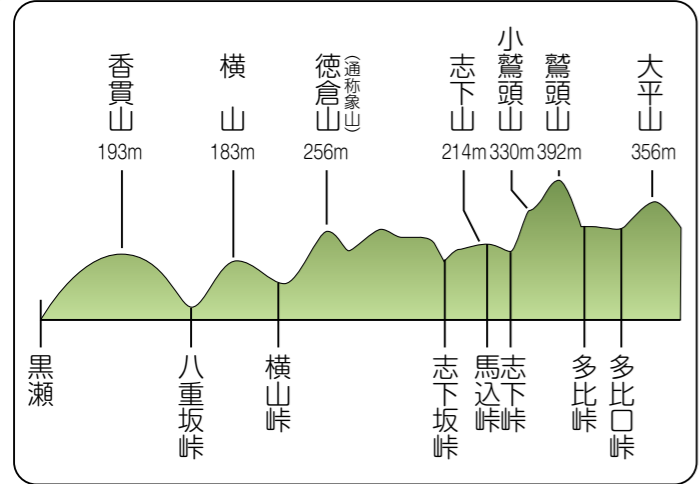 香貫山
193m
横山
183m
徳倉山
(通称象山)
256m
志下山
214m
小鷲頭山
330m
鷲頭山
392m
大平山
356m
黒瀬
八重坂峠
横山峠
志下坂峠
馬込峠
志下峠
多比峠
多比口峠